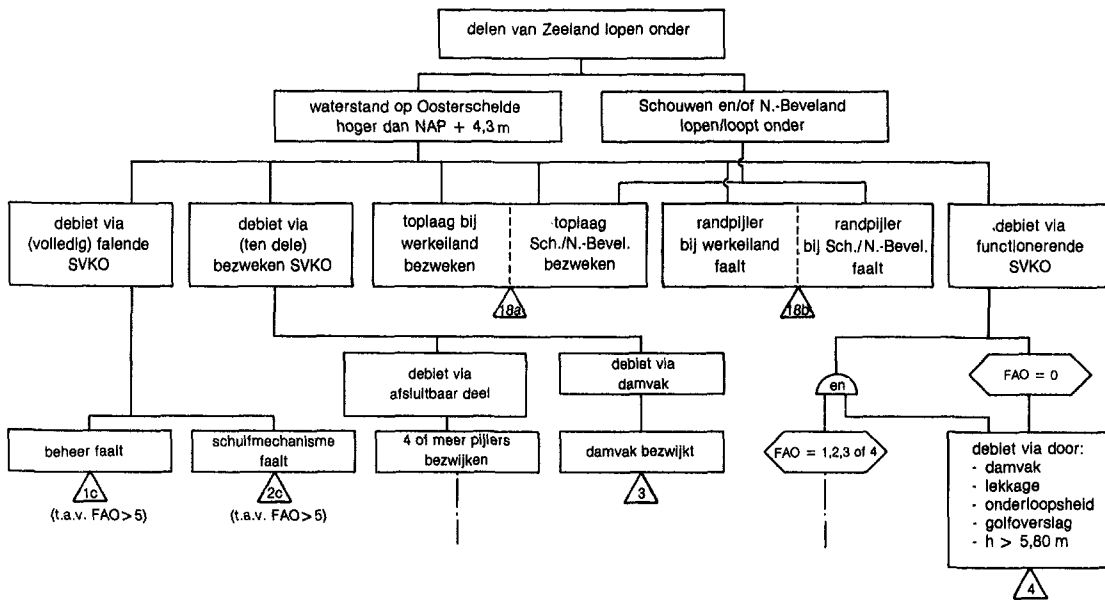 delen van Zeeland lopen onder
waterstand op Oosterschelde
hoger dan NAP + 4,3 m
Schouwen en/of N.-Beveland
lopen/loopt onder
debiet via
(volledig) falende
SVKO
debiet via
(ten dele)
bezweken SVKO
toplaag bij
werkeiland
bezweken
toplaag
Sch./N.-Bevel.
bezweken
18a
randpijler
bij werkeiland
faalt
randpijler
bij Sch./N.-Bevel.
faalt
18b
debiet via
functionerende
SVKO
debiet via
afsluitbaar deel
debiet via
damvak
en
FAO = 0
beheer faalt
1c
(t.a.v. FAO>5)
schuifmechanisme
faalt
2c
(t.a.v. FAO>5)
4 of meer pijlers
bezwijken
damvak bezwijkt
3
FAO = 1,2,3 of 4
debiet via door:
- damvak
- lekkage
- onderloopsheid
- golfoverslag
- h > 5,80 m
4